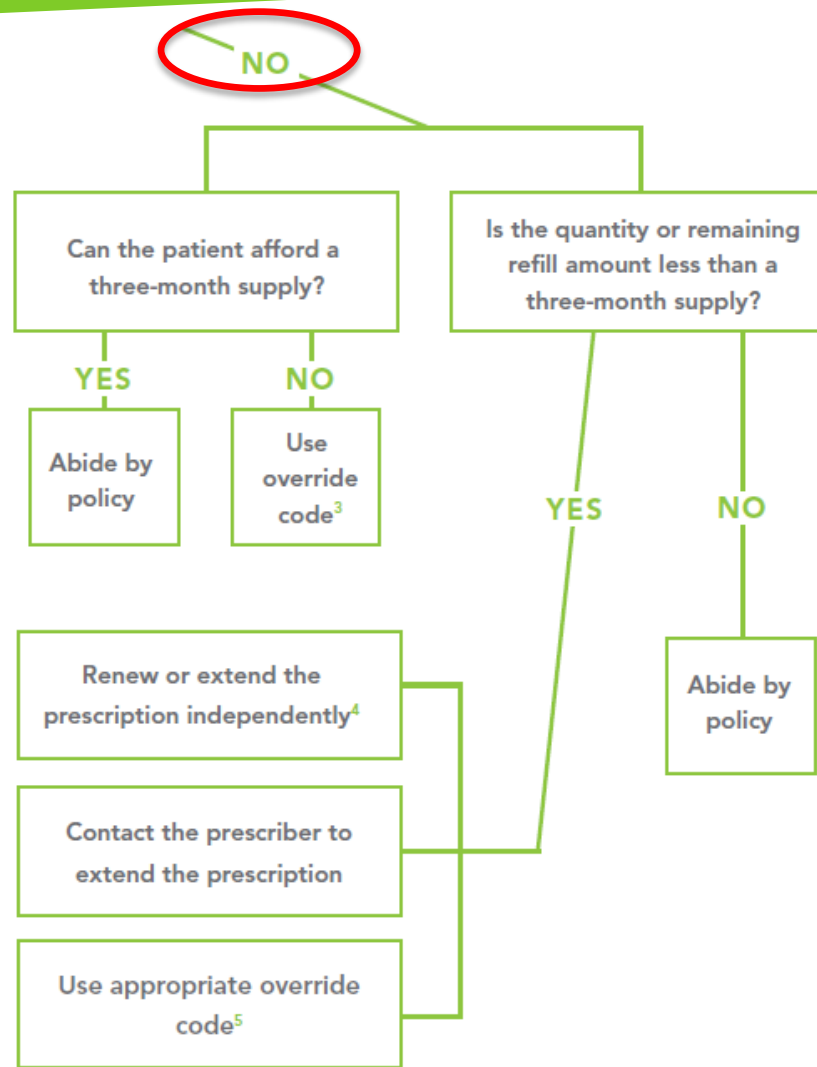 NO
Can the patient afford a
three-month supply?
Is the quantity or remaining
refill amount less than a
three-month supply?
YES
NO
Abide by
policy
Use
override
code³
YES
NO
Renew or extend the
prescription independently⁴
Abide by
policy
Contact the prescriber to
extend the prescription
Use appropriate override
code⁵